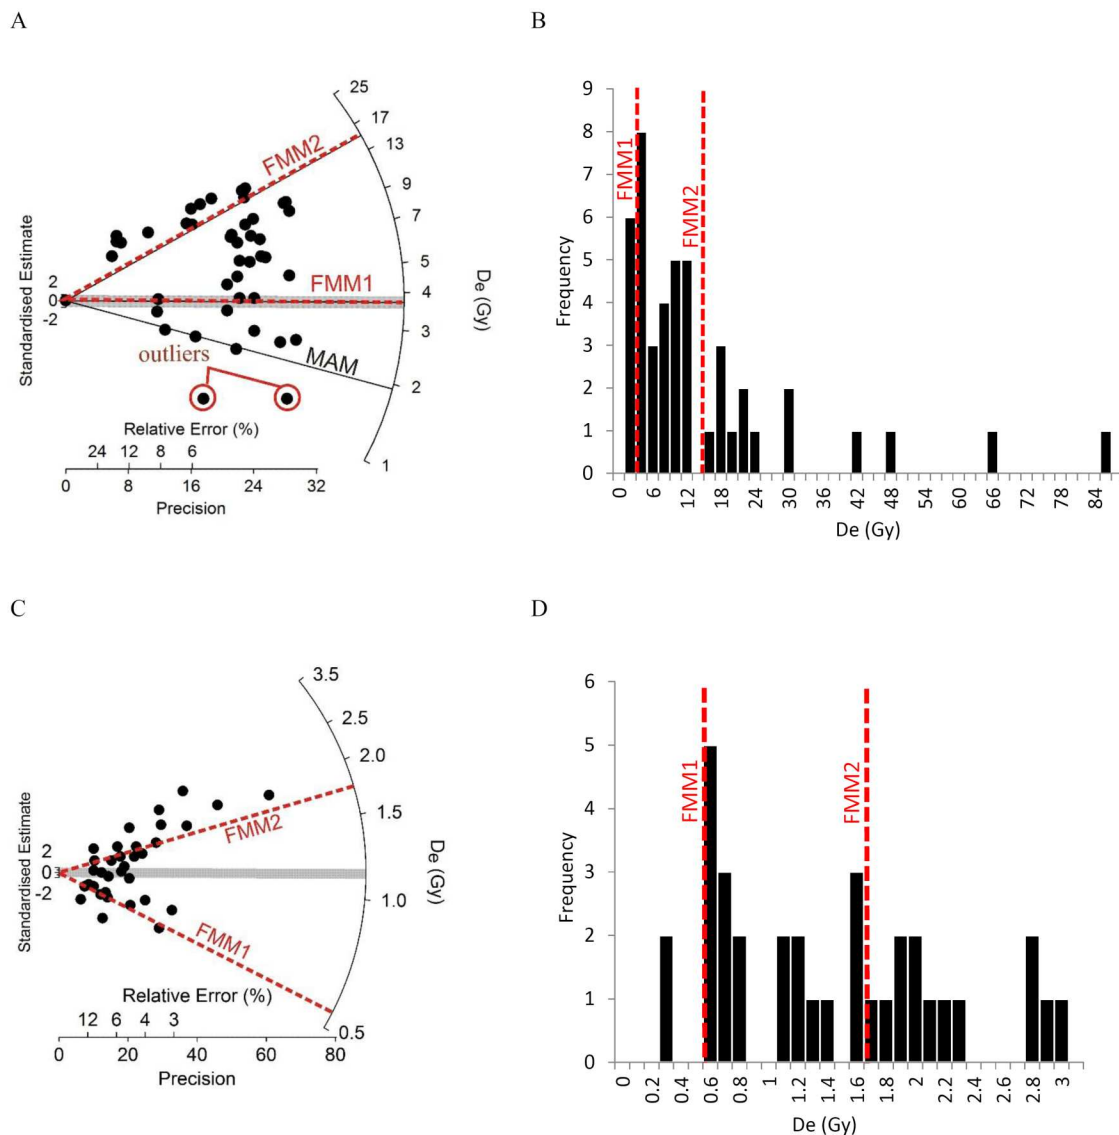 A
25
17
13
9
7
5
4
3
2
1
De (Gy)
FMM2
FMM1
MAM
outliers
Standardised Estimate
2
0
-2
Relative Error (%)
24 12 8 6
0 8 16 24 32
Precision
B
9
8
7
6
5
4
3
2
1
0
Frequency
FMM1
FMM2
0 6 12 18 24 30 36 42 48 54 60 66 72 78 84
De (Gy)
C
3.5
2.5
2.0
1.5
1.0
0.5
De (Gy)
FMM2
FMM1
Standardised Estimate
2
0
-2
Relative Error (%)
12 6 4 3
0 20 40 60 80
Precision
D
6
5
4
3
2
1
0
Frequency
FMM1
FMM2
0 0.2 0.4 0.6 0.8 1 1.2 1.4 1.6 1.8 2 2.2 2.4 2.6 2.8 3
De (Gy)